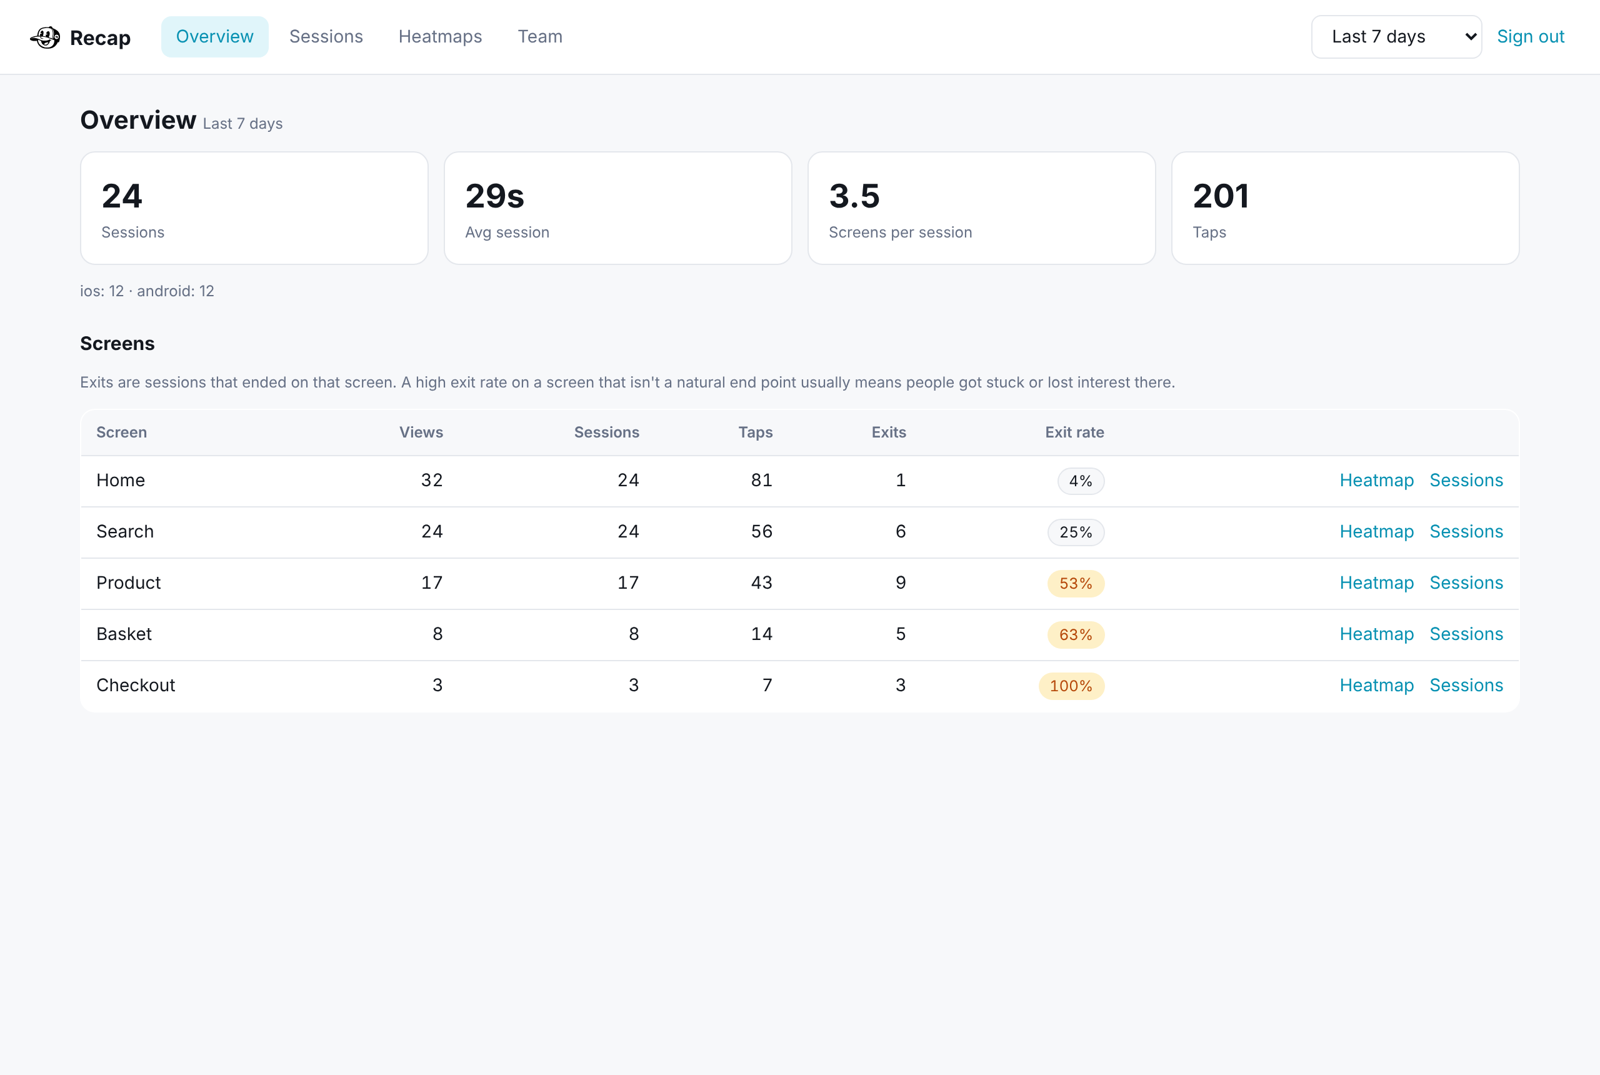 Recap Overview Sessions Heatmaps Team Last 7 days Sign out
Overview Last 7 days
24 29s 3.5 201
Sessions Avg session Screens per session Taps
ios: 12 · android: 12
Screens
Exits are sessions that ended on that screen. A high exit rate on a screen that isn't a natural end point usually means people got stuck or lost interest there.
Screen Views Sessions Taps Exits Exit rate
Home 32 24 81 1 4% Heatmap Sessions
Search 24 24 56 6 25% Heatmap Sessions
Product 17 17 43 9 53% Heatmap Sessions
Basket 8 8 14 5 63% Heatmap Sessions
Checkout 3 3 7 3 100% Heatmap Sessions